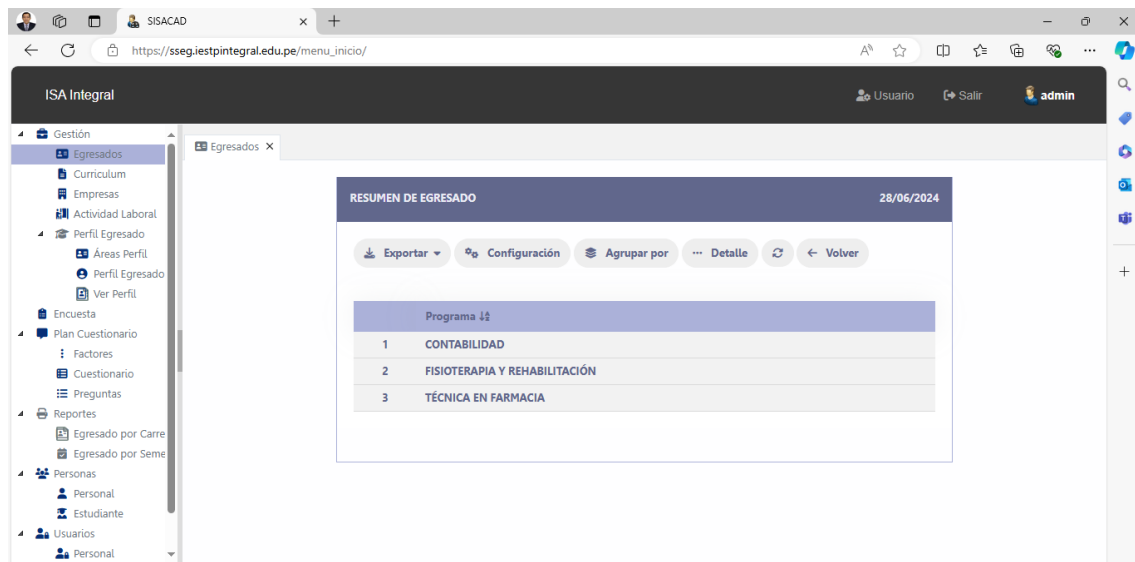 SISACAD
https://sseg.iestpintegral.edu.pe/menu_inicio/
ISA Integral
Usuario
Salir
admin
Gestión
Egresados
Curriculum
Empresas
Actividad Laboral
Perfil Egresado
Áreas Perfil
Perfil Egresado
Ver Perfil
Encuesta
Plan Cuestionario
Factores
Cuestionario
Preguntas
Reportes
Egresado por Carre
Egresado por Seme
Personas
Personal
Estudiante
Usuarios
Personal
Egresados
RESUMEN DE EGRESADO 28/06/2024
Exportar Configuración Agrupar por Detalle Volver
Programa
1 CONTABILIDAD
2 FISIOTERAPIA Y REHABILITACIÓN
3 TÉCNICA EN FARMACIA